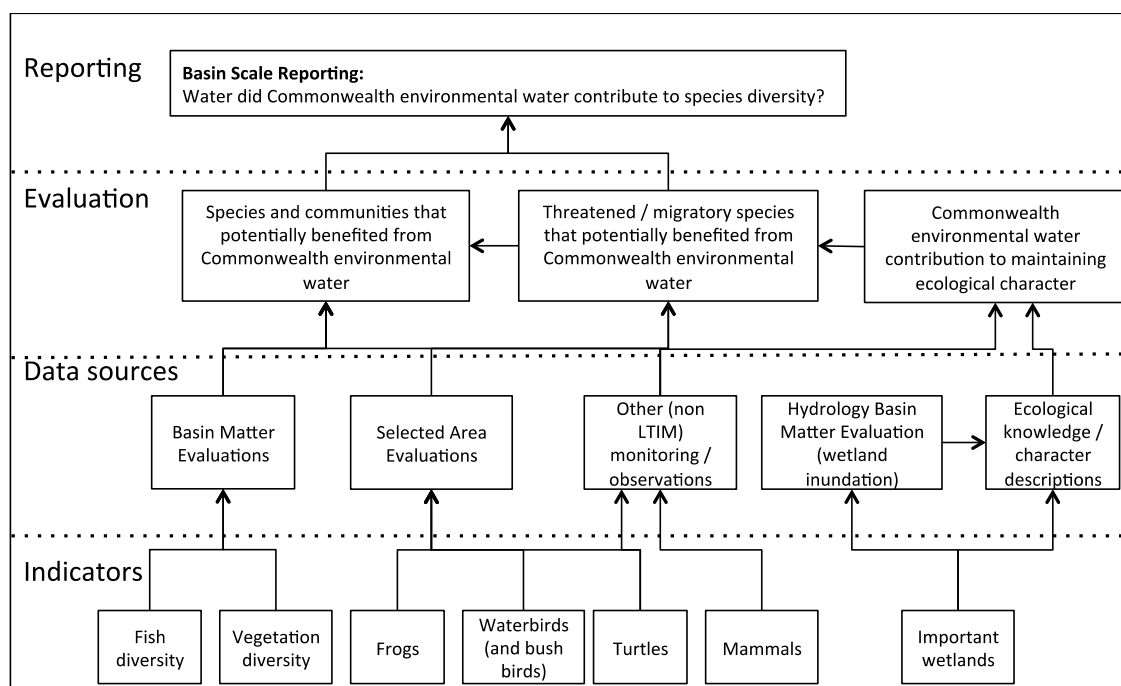 Reporting
Basin Scale Reporting:
Water did Commonwealth environmental water contribute to species diversity?
Evaluation
Species and communities that
potentially benefited from
Commonwealth environmental
water
Threatened / migratory species
that potentially benefited from
Commonwealth environmental
water
Commonwealth
environmental water
contribution to maintaining
ecological character
Data sources
Basin Matter
Evaluations
Selected Area
Evaluations
Other (non
LTIM)
monitoring /
observations
Hydrology Basin
Matter Evaluation
(wetland
inundation)
Ecological
knowledge /
character
descriptions
Indicators
Fish
diversity
Vegetation
diversity
Frogs
Waterbirds
(and bush
birds)
Turtles
Mammals
Important
wetlands